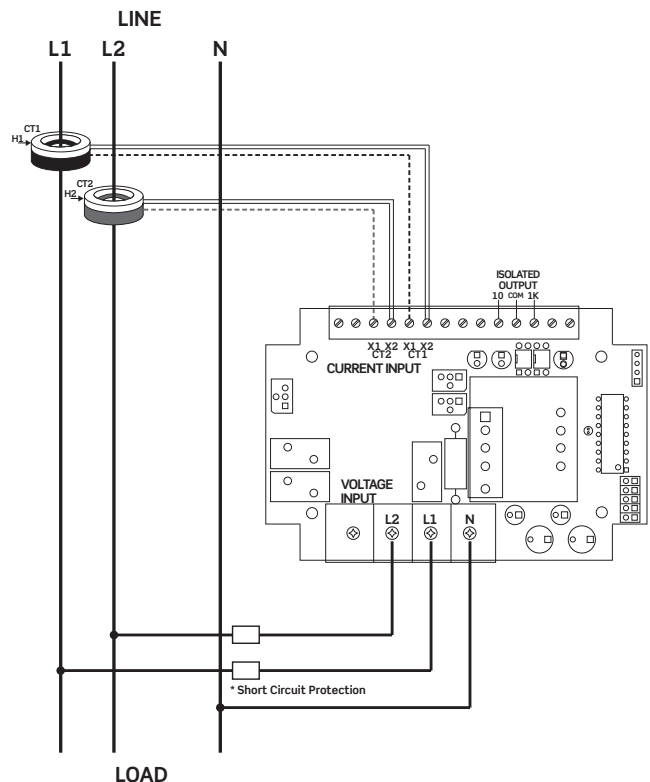 LINE
L1 L2 N
CT1
H1
CT2
H2
ISOLATED
OUTPUT
10 COM 1K
X1 X2 X1 X2
CT2 CT1
CURRENT INPUT
VOLTAGE
INPUT
L2 L1 N
* Short Circuit Protection
LOAD